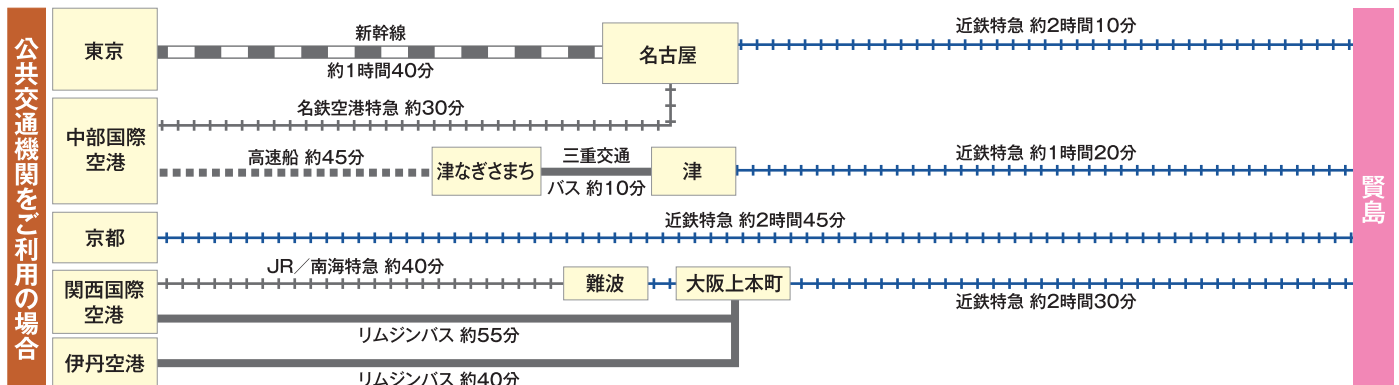 公共交通機関をご利用の場合
東京
新幹線
約1時間40分
名古屋
近鉄特急 約2時間10分
中部国際
空港
名鉄空港特急 約30分
高速船 約45分
津なぎさまち
三重交通
バス 約10分
津
近鉄特急 約1時間20分
京都
近鉄特急 約2時間45分
関西国際
空港
JR／南海特急 約40分
難波
大阪上本町
近鉄特急 約2時間30分
リムジンバス 約55分
伊丹空港
リムジンバス 約40分
賢島